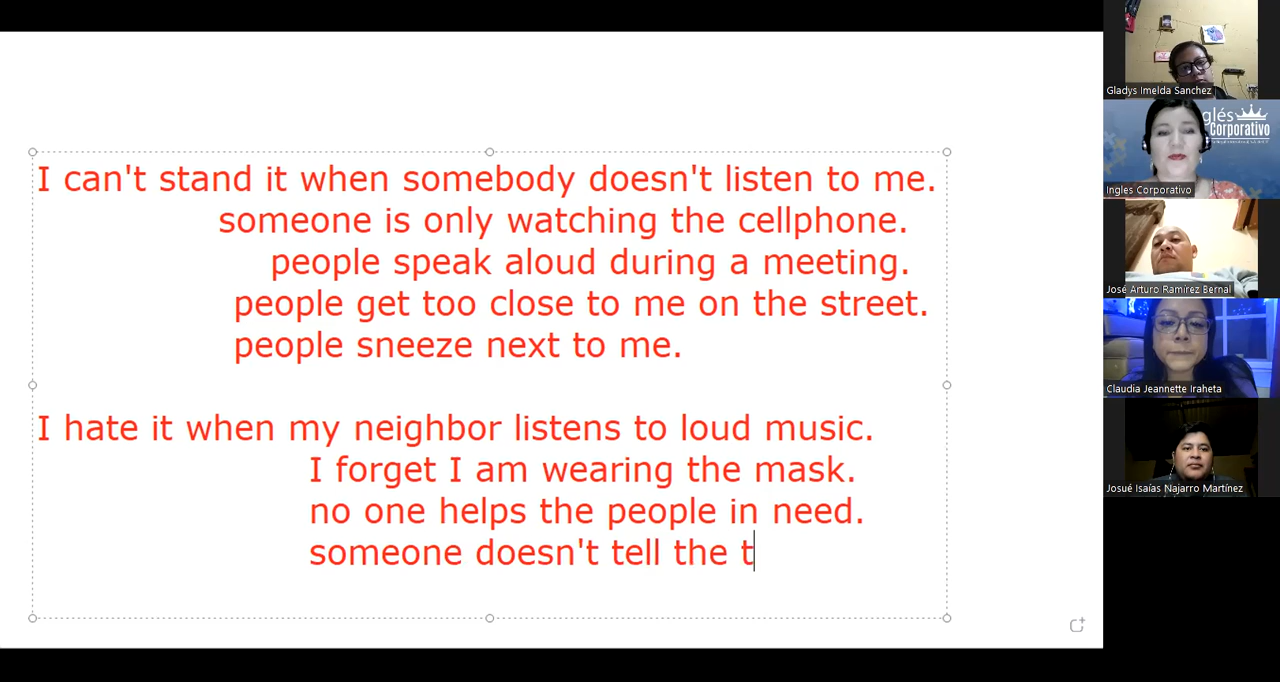 I can't stand it when somebody doesn't listen to me.
someone is only watching the cellphone.
people speak aloud during a meeting.
people get too close to me on the street.
people sneeze next to me.
I hate it when my neighbor listens to loud music.
I forget I am wearing the mask.
no one helps the people in need.
someone doesn't tell the t
Gladys Imelda Sanchez
glés
Corporativo
Ingles Corporativo
José Arturo Ramírez Bernal
Claudia Jeannette Iraheta
Josué Isaías Najarro Martínez